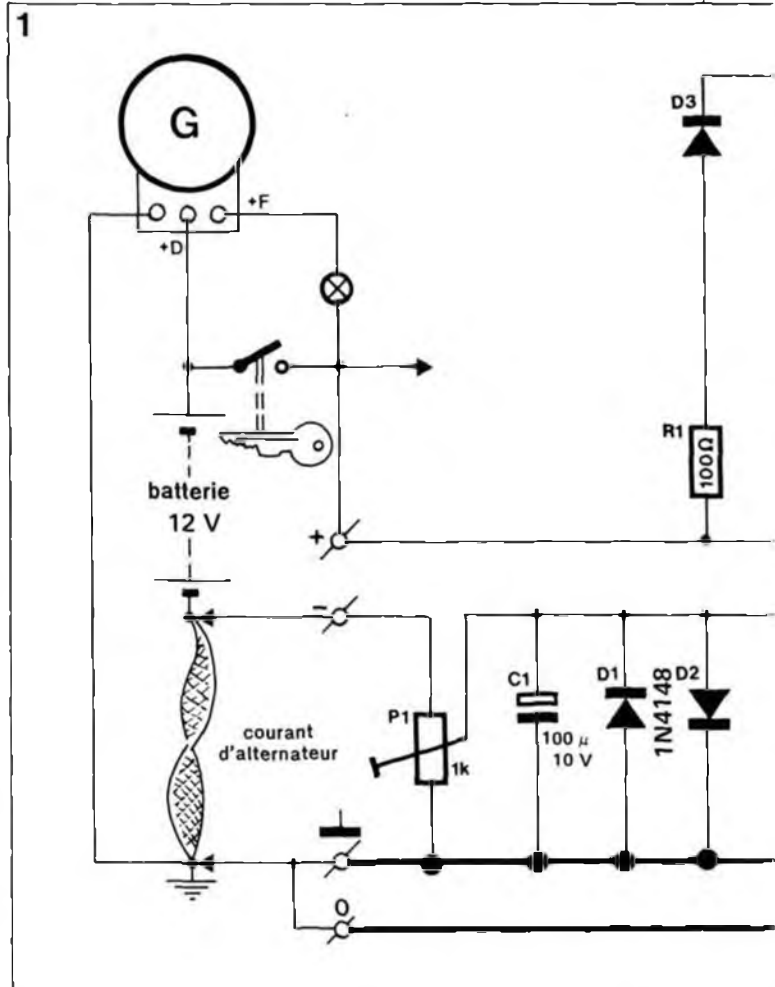 1
G
+F
+D
D3
R1
100Ω
batterie
12 V
+
−
courant
d'alternateur
P1
1k
C1
100 µ
10 V
D1
1N4148
D2
0